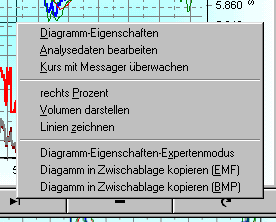 5.860
Diagramm-Eigenschaften
Analysedaten bearbeiten
Kurs mit Messager überwachen
rechts Prozent
Volumen darstellen
Linien zeichnen
Diagramm-Eigenschaften-Expertenmodus
Diagamm in Zwischablage kopieren (EMF)
Diagamm in Zwischablage kopieren (BMP)